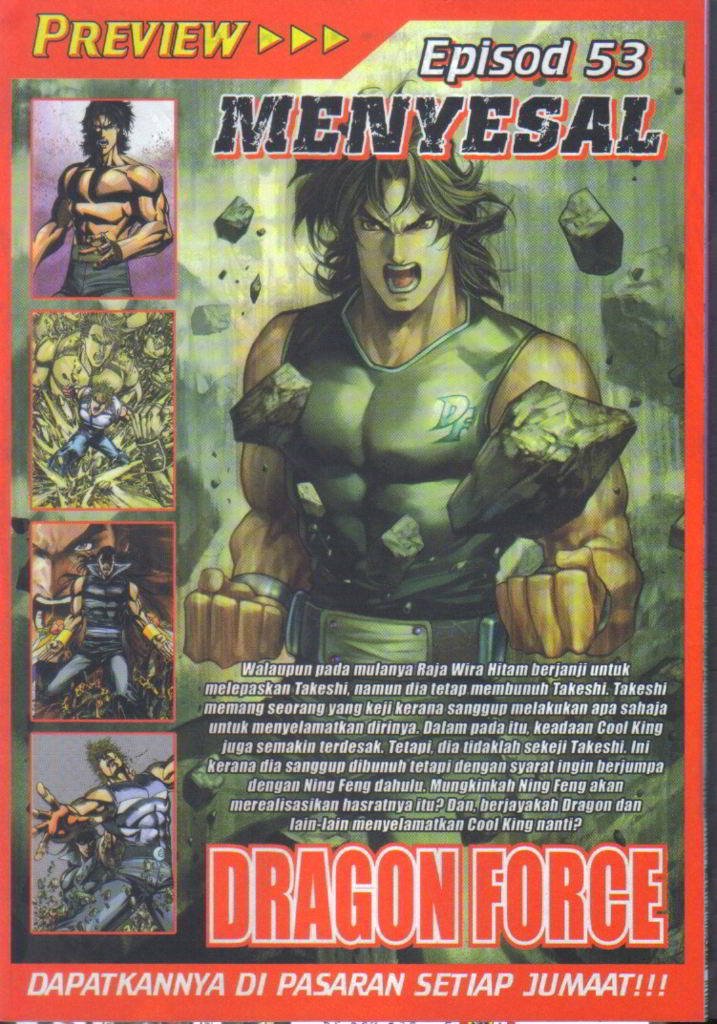 PREVIEW
Episod 53
MENYESAL
DF
Walaupun pada mulanya Raja Wira Hitam berjanji untuk
melepaskan Takeshi, namun dia tetap membunuh Takeshi. Takeshi
memang seorang yang keji kerana sanggup melakukan apa sahaja
untuk menyelamatkan dirinya. Dalam pada itu, keadaan Cool King
juga semakin terdesak. Tetapi, dia tidaklah sekeji Takeshi. Ini
kerana dia sanggup dibunuh tetapi dengan syarat ingin berjumpa
dengan Ning Feng dahulu. Mungkinkah Ning Feng akan
merealisasikan hasratnya itu? Dan, berjayakah Dragon dan
lain-lain menyelamatkan Cool King nanti?
DRAGON FORCE
DAPATKANNYA DI PASARAN SETIAP JUMAAT!!!